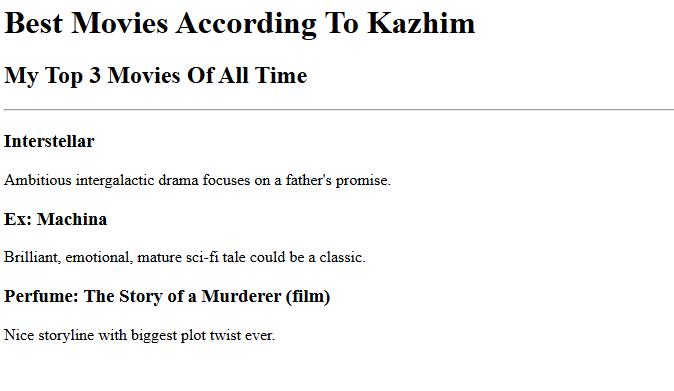 Best Movies According To Kazhim
My Top 3 Movies Of All Time
Interstellar
Ambitious intergalactic drama focuses on a father's promise.
Ex: Machina
Brilliant, emotional, mature sci-fi tale could be a classic.
Perfume: The Story of a Murderer (film)
Nice storyline with biggest plot twist ever.